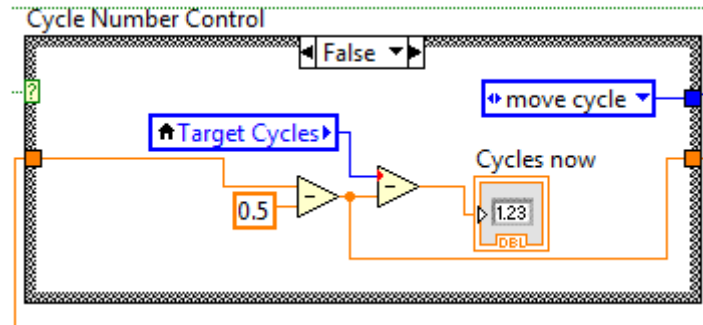 Cycle Number Control
False
?
move cycle
Target Cycles
Cycles now
0.5
1.23
DBL